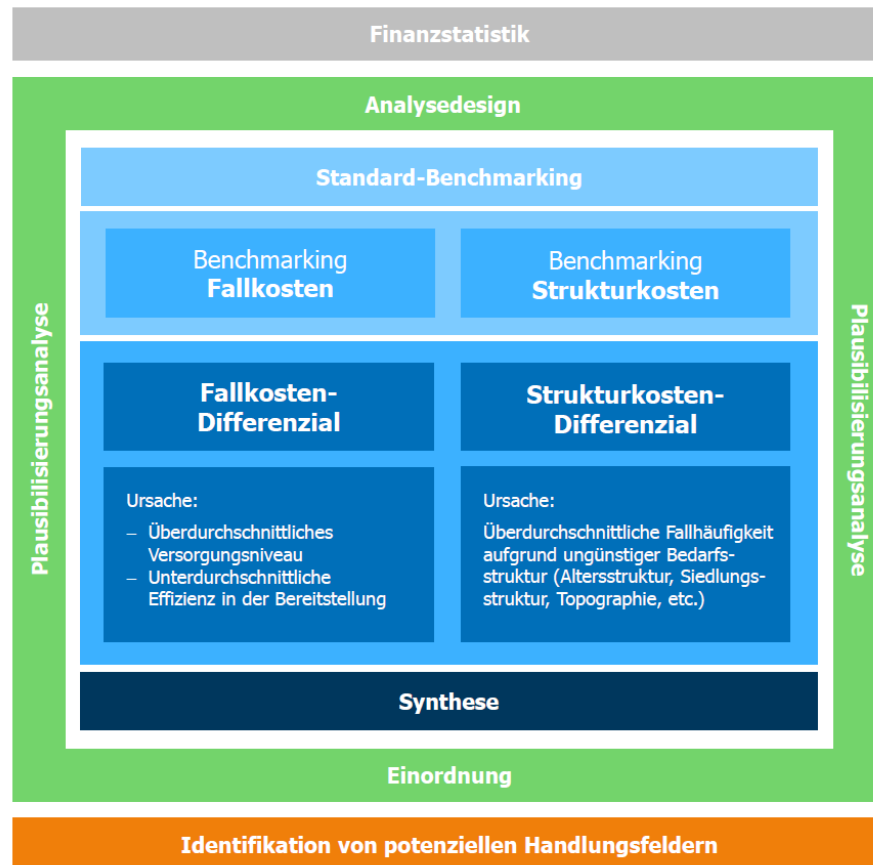 Finanzstatistik
Analysedesign
Plausibilisierungsanalyse
Standard-Benchmarking
Benchmarking
Fallkosten
Benchmarking
Strukturkosten
Fallkosten-
Differenzial
Strukturkosten-
Differenzial
Ursache:
– Überdurchschnittliches
Versorgungsniveau
– Unterdurchschnittliche
Effizienz in der Bereitstellung
Ursache:
Überdurchschnittliche Fallhäufigkeit
aufgrund ungünstiger Bedarfs-
struktur (Altersstruktur, Siedlungs-
struktur, Topographie, etc.)
Synthese
Plausibilisierungsanalyse
Einordnung
Identifikation von potenziellen Handlungsfeldern